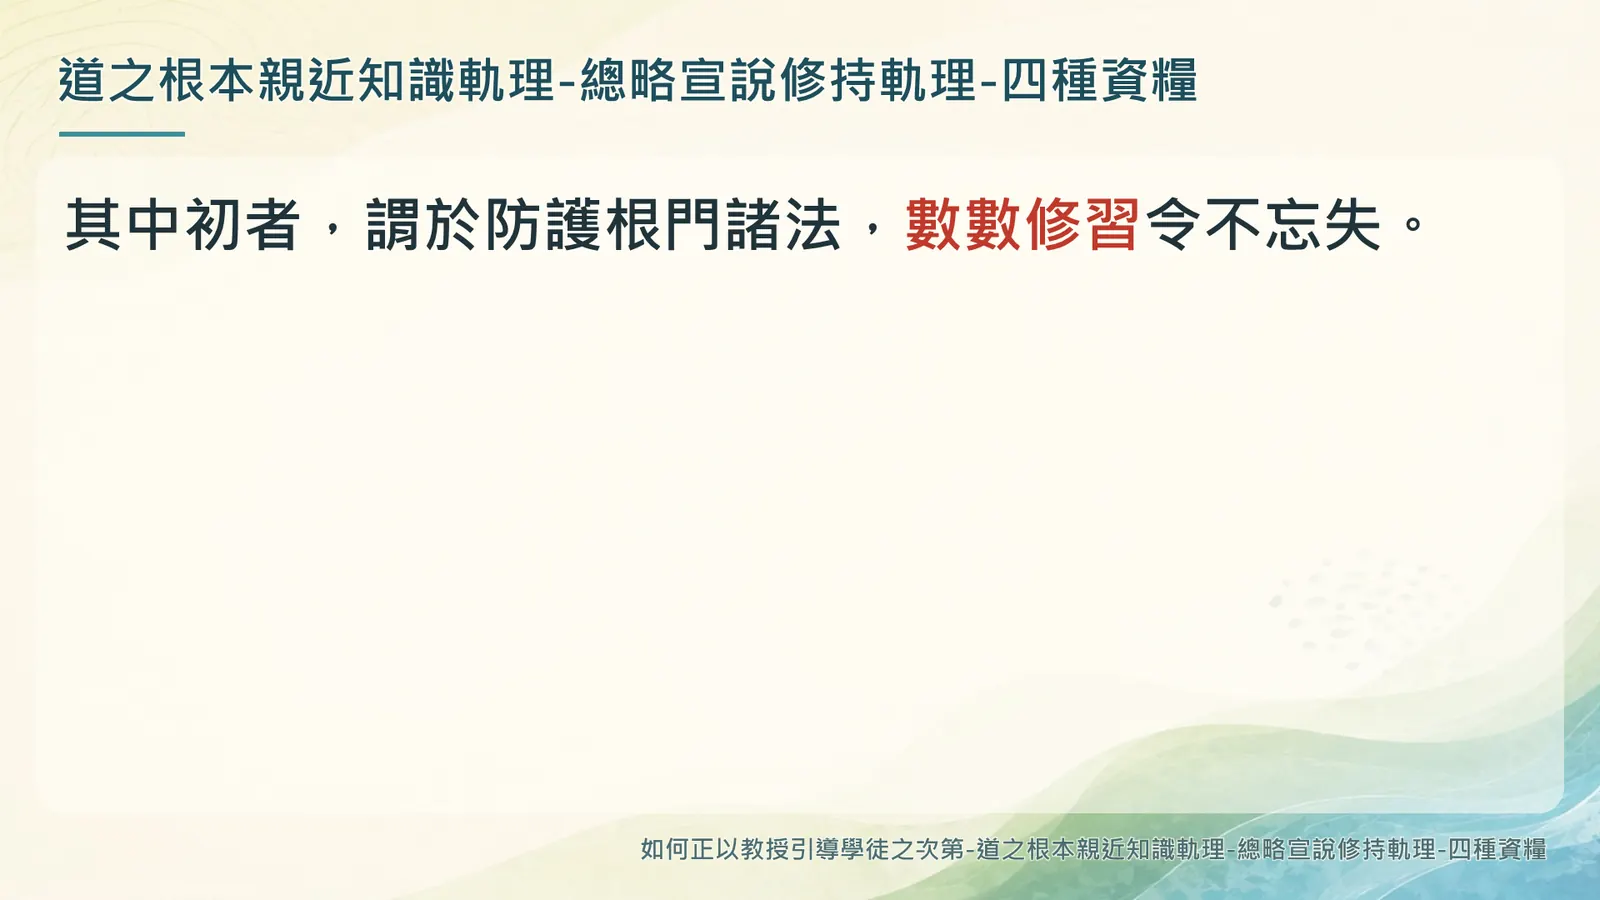 道之根本親近知識軌理-總略宣說修持軌理-四種資糧
其中初者，謂於防護根門諸法，數數修習令不忘失。
如何正以教授引導學徒之次第-道之根本親近知識軌理-總略宣說修持軌理-四種資糧